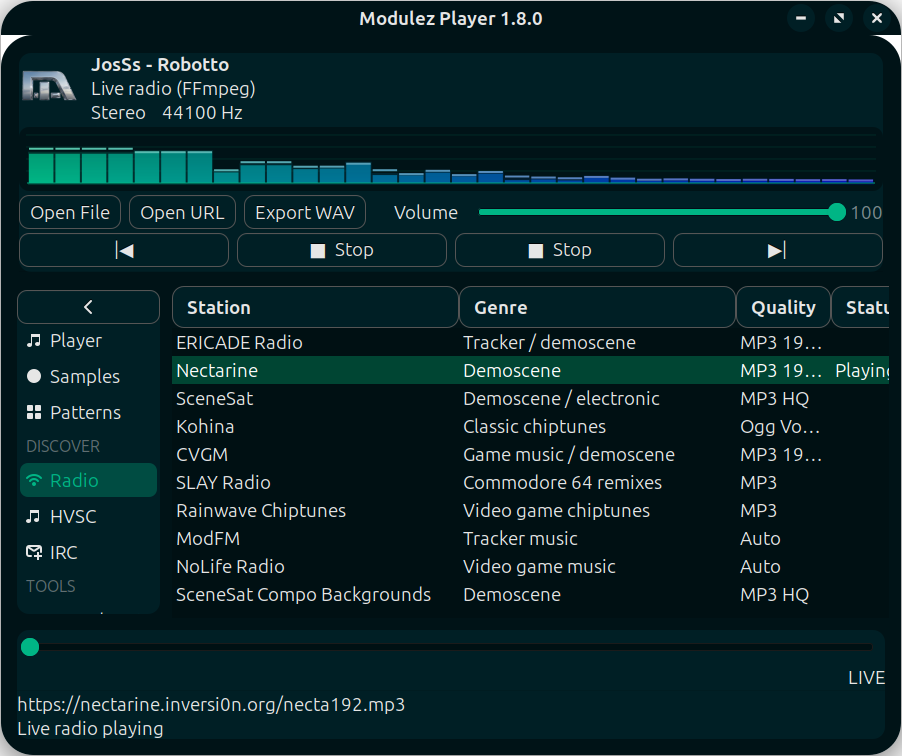 Modulez Player 1.8.0
JosSs - Robotto
Live radio (FFmpeg)
Stereo 44100 Hz
Open File Open URL Export WAV Volume 100
Stop Stop
Station Genre Quality Statu
Player
Samples
Patterns
DISCOVER
Radio
HVSC
IRC
TOOLS
ERICADE Radio Tracker / demoscene MP3 19…
Nectarine Demoscene MP3 19… Playing
SceneSat Demoscene / electronic MP3 HQ
Kohina Classic chiptunes Ogg Vo…
CVGM Game music / demoscene MP3 19…
SLAY Radio Commodore 64 remixes MP3
Rainwave Chiptunes Video game chiptunes MP3
ModFM Tracker music Auto
NoLife Radio Video game music Auto
SceneSat Compo Backgrounds Demoscene MP3 HQ
LIVE
https://nectarine.inversi0n.org/necta192.mp3
Live radio playing